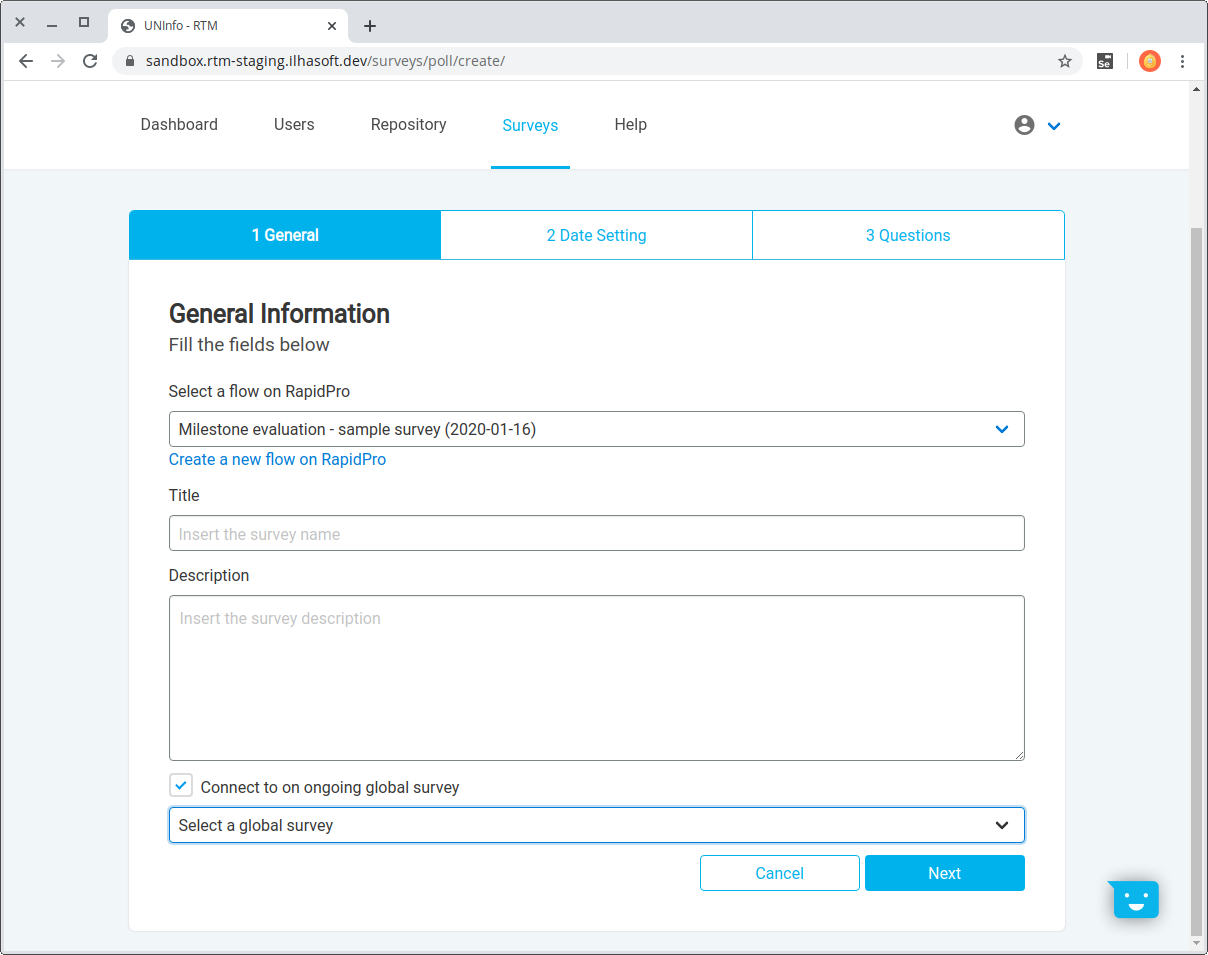 UNInfo - RTM
sandbox.rtm-staging.ilhasoft.dev/surveys/poll/create/
Se
Dashboard Users Repository Surveys Help
1 General 2 Date Setting 3 Questions
General Information
Fill the fields below
Select a flow on RapidPro
Milestone evaluation - sample survey (2020-01-16)
Create a new flow on RapidPro
Title
Insert the survey name
Description
Insert the survey description
Connect to on ongoing global survey
Select a global survey
Cancel Next